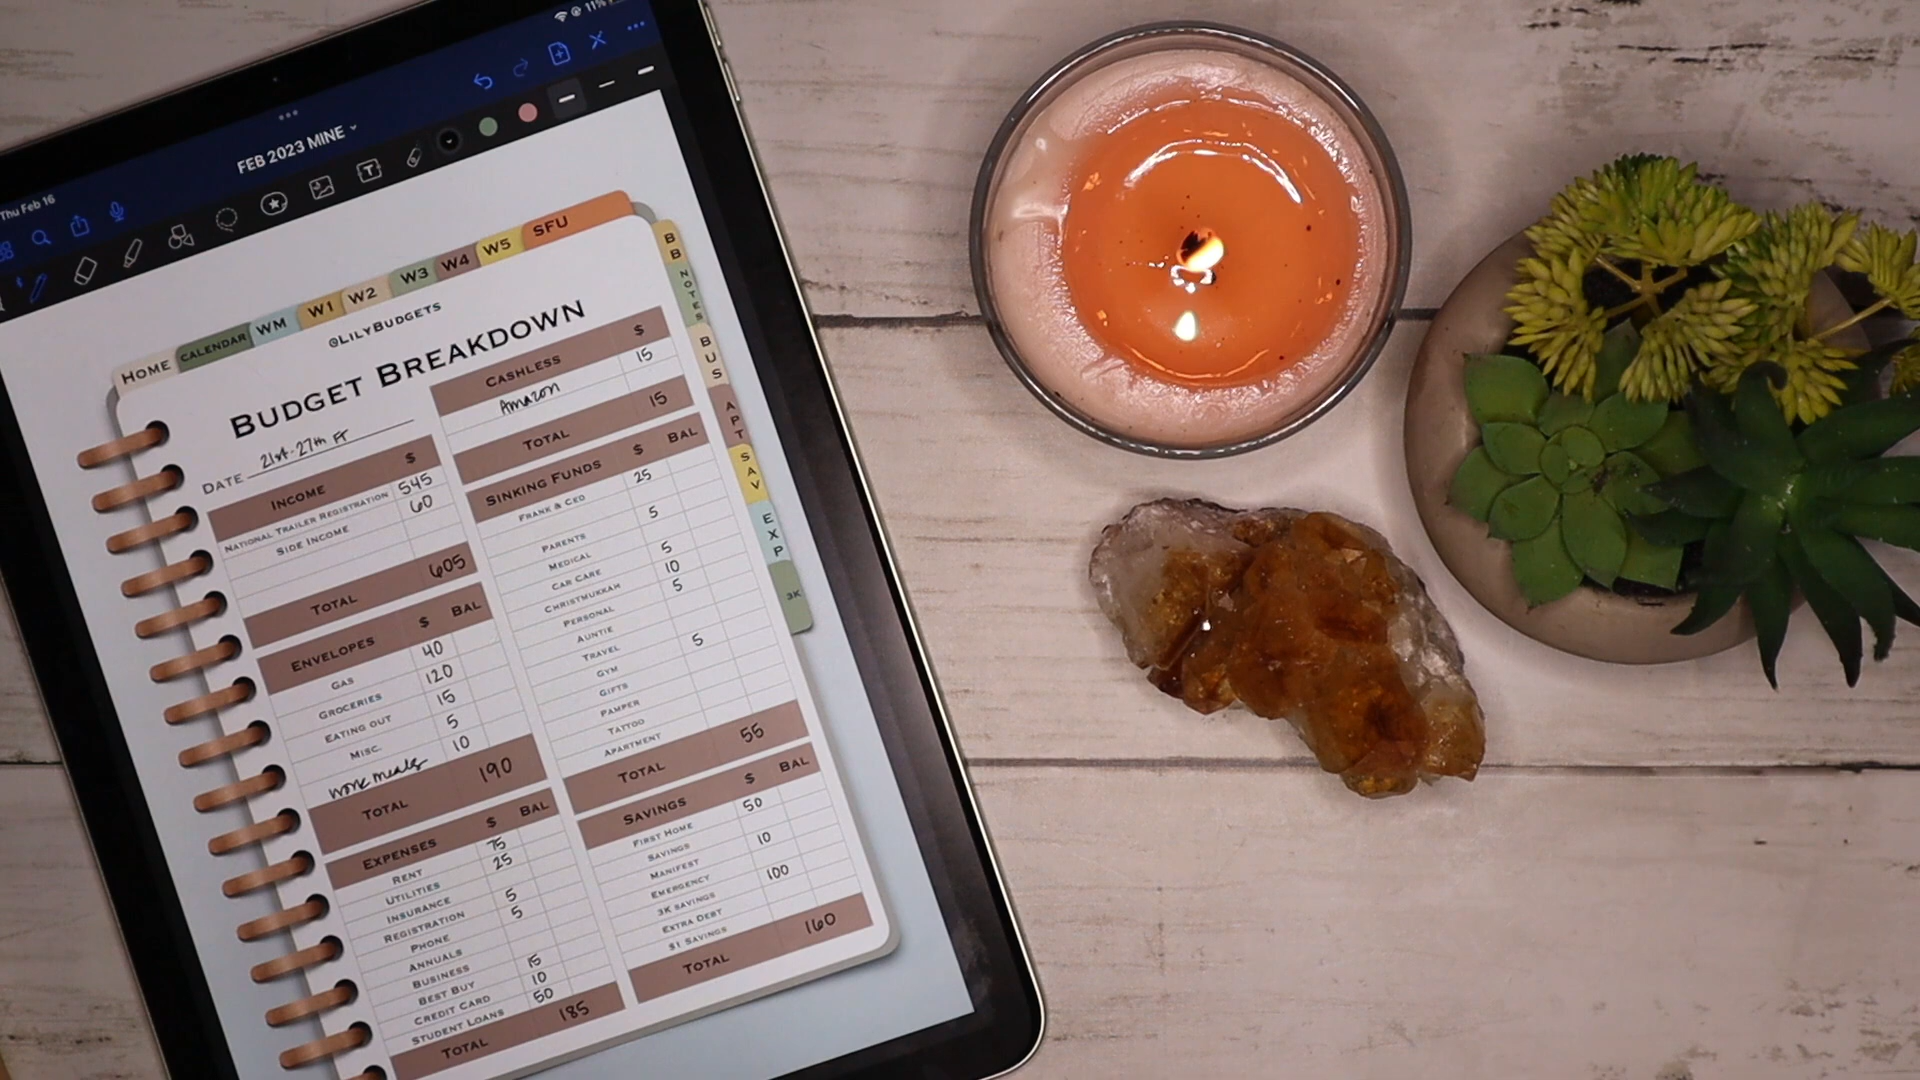 Thu Feb 16
11%
FEB 2023 MINE
HOME
CALENDAR
WM
W1
W2
W3
W4
W5
SFU
BB
NOTES
BUS
APT
SAV
EXP
3K
@LILYBUDGETS
BUDGET BREAKDOWN
DATE 21st-27th FT
INCOME $
NATIONAL TRAILER REGISTRATION 545
SIDE INCOME 60
TOTAL 605
ENVELOPES $ BAL
GAS 40
GROCERIES 120
EATING OUT 15
MISC. 5
work meals 10
TOTAL 190
EXPENSES $ BAL
RENT 75
UTILITIES 25
INSURANCE
REGISTRATION 5
PHONE 5
ANNUALS
BUSINESS
BEST BUY 15
CREDIT CARD 10
STUDENT LOANS 50
TOTAL 185
CASHLESS $
Amazon 15
TOTAL 15
SINKING FUNDS $ BAL
FRANK & CEO 25
5
PARENTS
MEDICAL 5
CAR CARE 10
CHRISTMUKKAH 5
PERSONAL
AUNTIE
TRAVEL 5
GYM
GIFTS
PAMPER
TATTOO
APARTMENT
TOTAL 55
SAVINGS $ BAL
FIRST HOME 50
SAVINGS
MANIFEST 10
EMERGENCY
3K SAVINGS 100
EXTRA DEBT
$1 SAVINGS
TOTAL 160